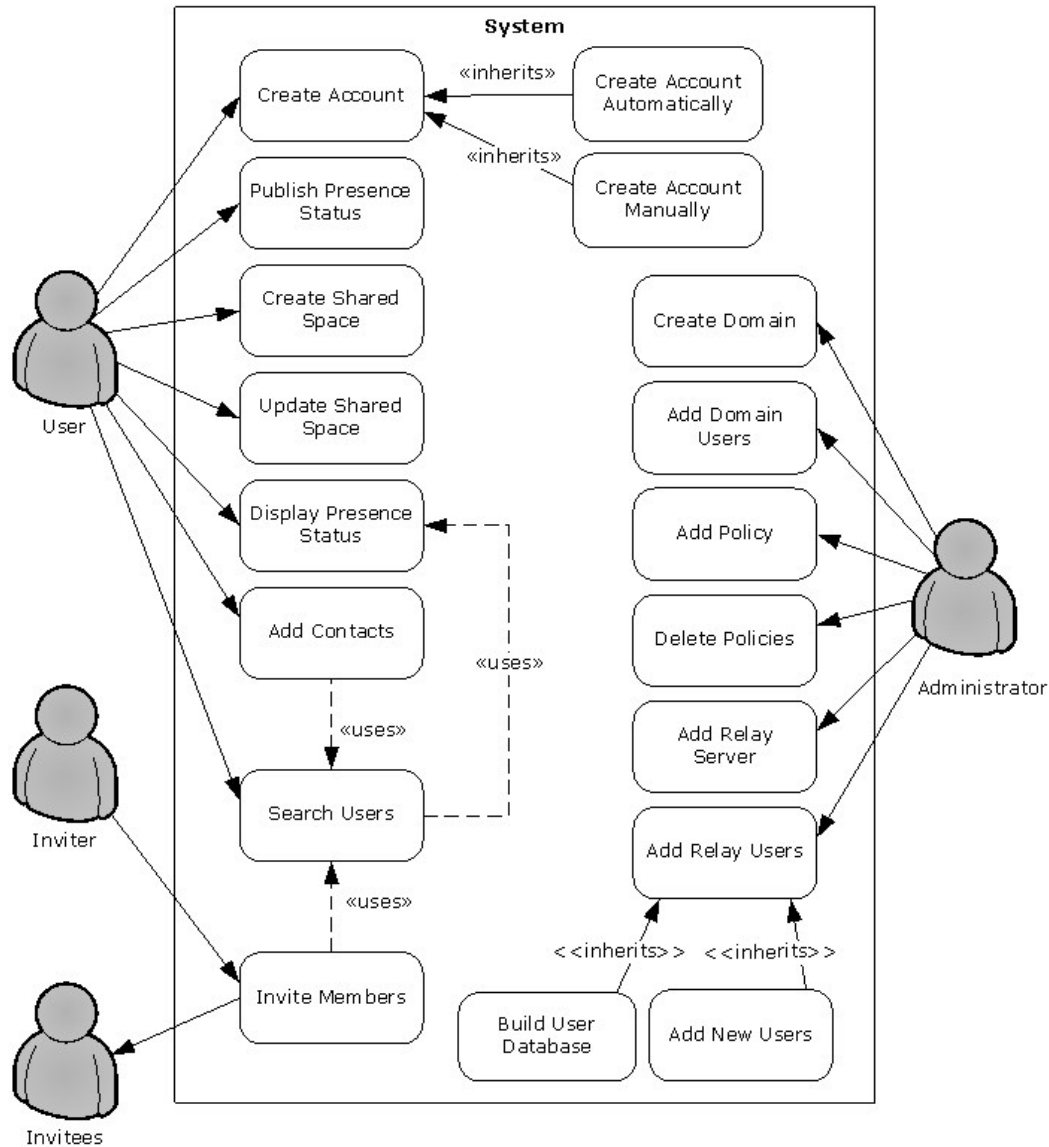 System
Create Account
«inherits»
Create Account
Automatically
«inherits»
Create Account
Manually
Publish Presence
Status
Create Shared
Space
Update Shared
Space
Display Presence
Status
Add Contacts
«uses»
«uses»
Search Users
«uses»
Invite Members
User
Inviter
Invitees
Create Domain
Add Domain
Users
Add Policy
Delete Policies
Add Relay
Server
Add Relay Users
<<inherits>>
<<inherits>>
Build User
Database
Add New Users
Administrator